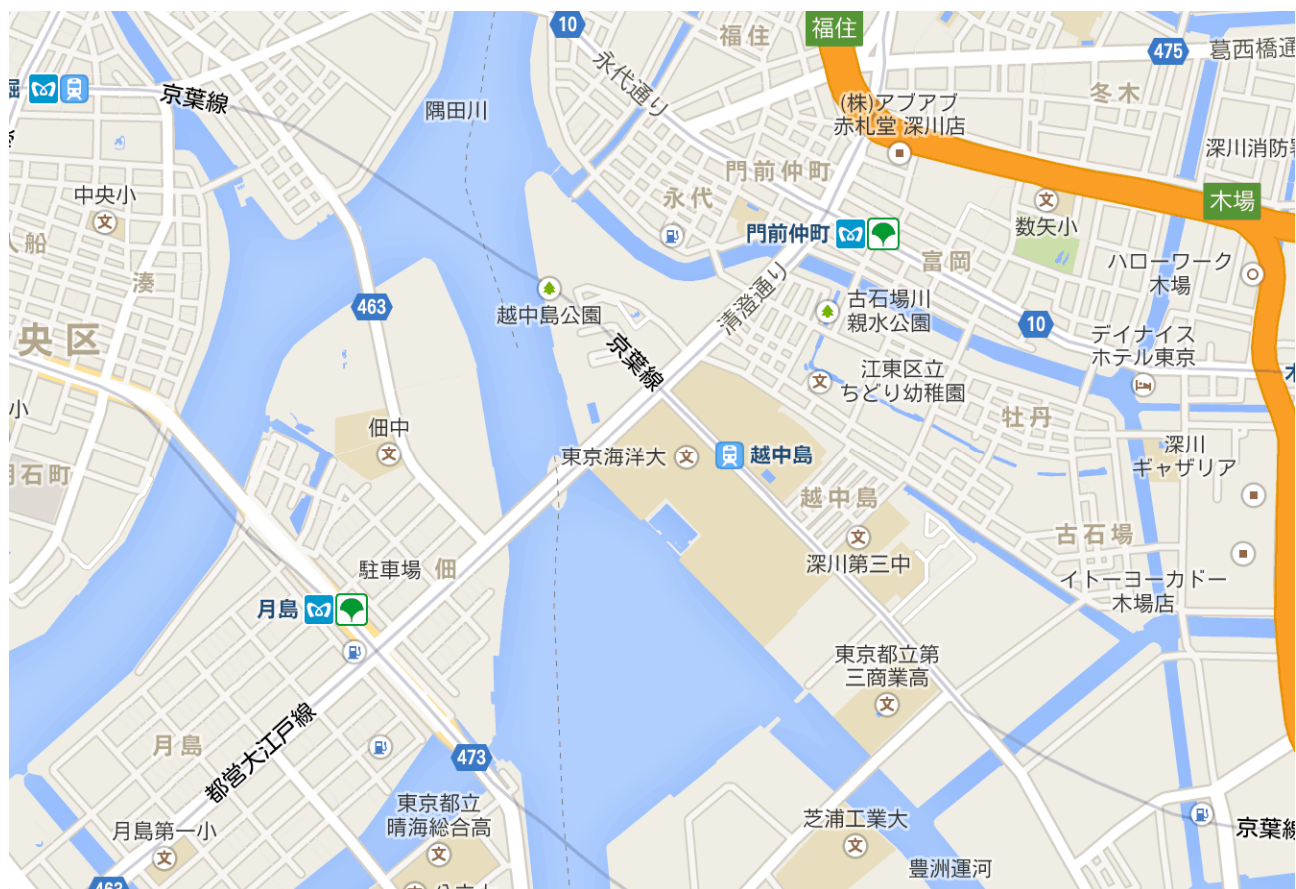 10
福住
福住
475
葛西橋通
堀
京葉線
永代通り
冬木
隅田川
(株)アブアブ
赤札堂 深川店
深川消防署
中央小
門前仲町
永代
木場
数矢小
入船
門前仲町
湊
富岡
ハローワーク
木場
463
越中島公園
清澄通り
古石場川
親水公園
10
デイナイス
ホテル東京
木
央区
京葉線
江東区立
ちどり幼稚園
小
佃中
牡丹
東京海洋大
越中島
深川
ギャザリア
明石町
越中島
古石場
深川第三中
駐車場
佃
イトーヨーカドー
木場店
月島
東京都立第
三商業高
都営大江戸線
月島
473
東京都立
晴海総合高
月島第一小
芝浦工業大
京葉線
豊洲運河
463